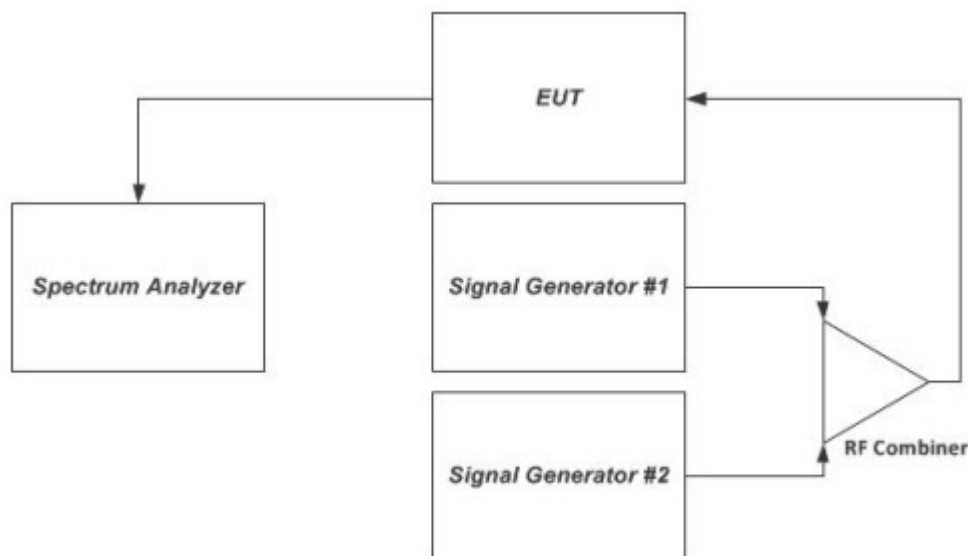 EUT
Spectrum Analyzer
Signal Generator #1
RF Combiner
Signal Generator #2